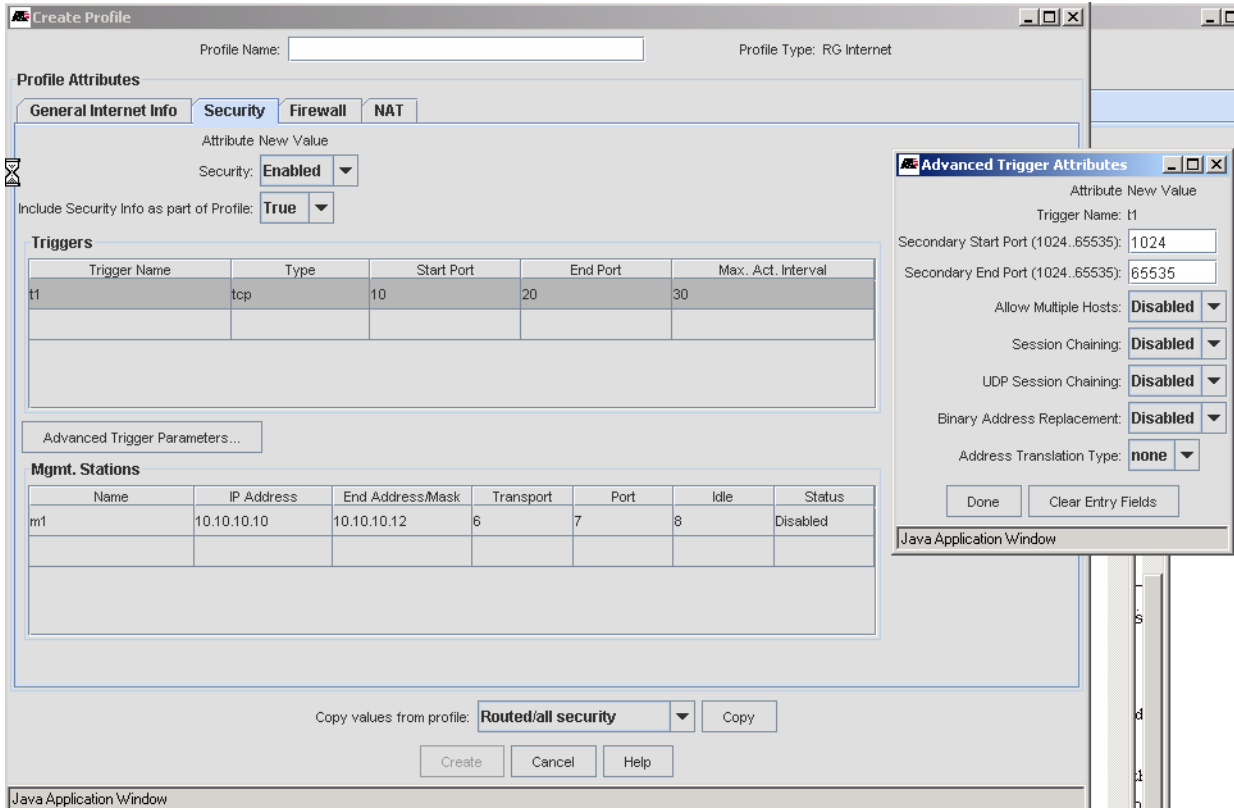 Create Profile
Profile Name:
Profile Type: RG Internet
Profile Attributes
General Internet Info Security Firewall NAT
Attribute New Value
Security: Enabled
Include Security Info as part of Profile: True
Triggers
Trigger Name Type Start Port End Port Max. Act. Interval
t1 tcp 10 20 30
Advanced Trigger Parameters...
Mgmt. Stations
Name IP Address End Address/Mask Transport Port Idle Status
m1 10.10.10.10 10.10.10.12 6 7 8 Disabled
Copy values from profile: Routed/all security Copy
Create Cancel Help
Java Application Window
Advanced Trigger Attributes
Attribute New Value
Trigger Name: t1
Secondary Start Port (1024..65535): 1024
Secondary End Port (1024..65535): 65535
Allow Multiple Hosts: Disabled
Session Chaining: Disabled
UDP Session Chaining: Disabled
Binary Address Replacement: Disabled
Address Translation Type: none
Done Clear Entry Fields
Java Application Window